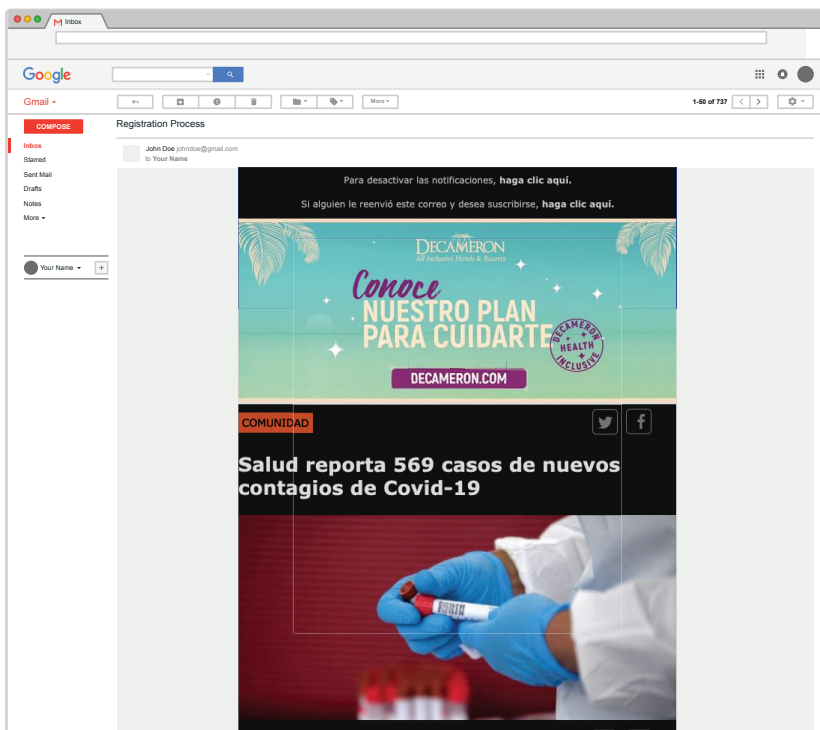 Inbox
Google
Gmail
More
1-50 of 737
COMPOSE
Registration Process
Inbox
Starred
Sent Mail
Drafts
Notes
More
Your Name
John Doe johndoe@gmail.com
to Your Name
Para desactivar las notificaciones, haga clic aquí.
Si alguien le reenvió este correo y desea suscribirse, haga clic aquí.
DECAMERON
All Inclusive Hotels & Resorts
Conoce
NUESTRO PLAN
PARA CUIDARTE
DECAMERON
HEALTH
INCLUSIVE
DECAMERON.COM
COMUNIDAD
Salud reporta 569 casos de nuevos
contagios de Covid-19